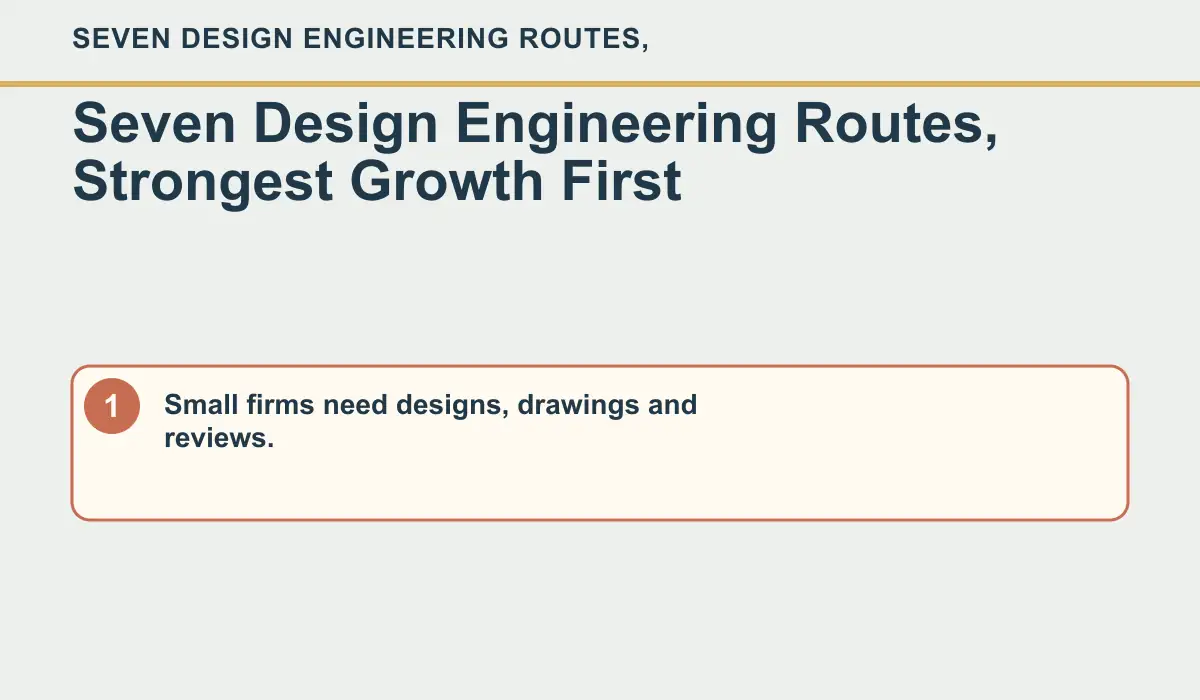 SEVEN DESIGN ENGINEERING ROUTES,
Seven Design Engineering Routes,
Strongest Growth First
1
Small firms need designs, drawings and
reviews.